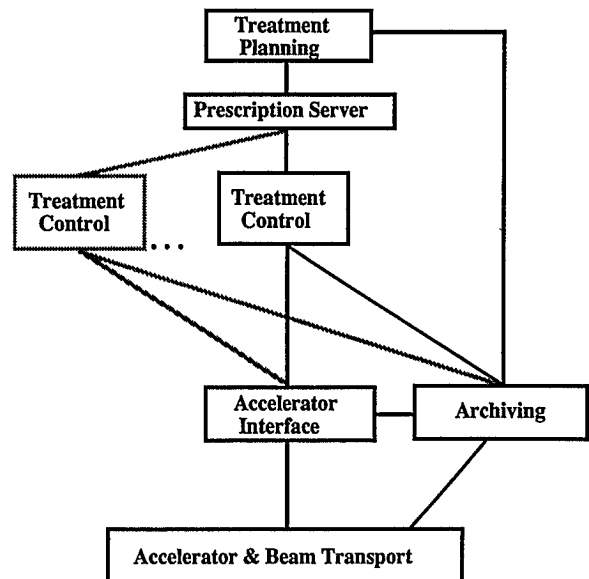 Treatment
Planning
Prescription Server
Treatment
Control
...
Treatment
Control
Accelerator
Interface
Archiving
Accelerator & Beam Transport